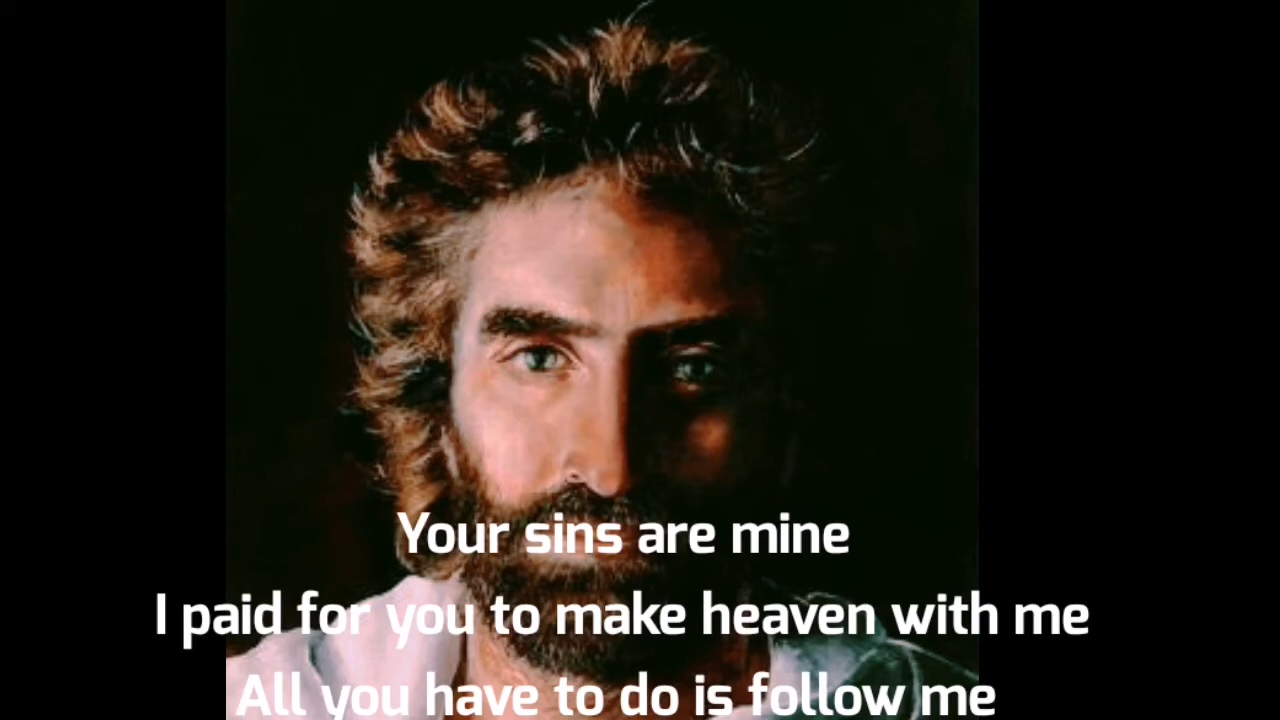 Your sins are mine
I paid for you to make heaven with me
All you have to do is follow me